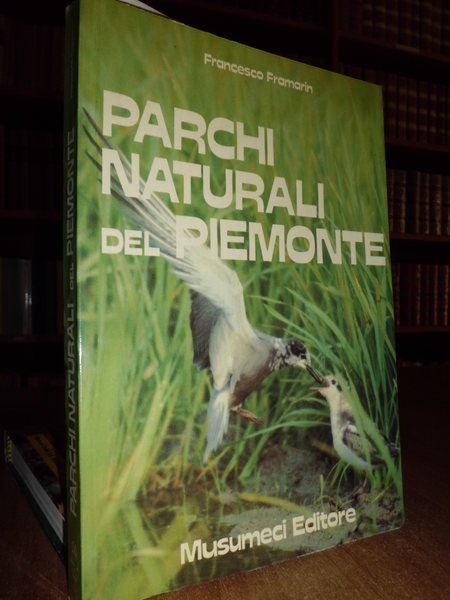 Francesco Framarin
PARCHI
NATURALI
DEL PIEMONTE
Musumeci Editore
PARCHI NATURALI DEL PIEMONTE